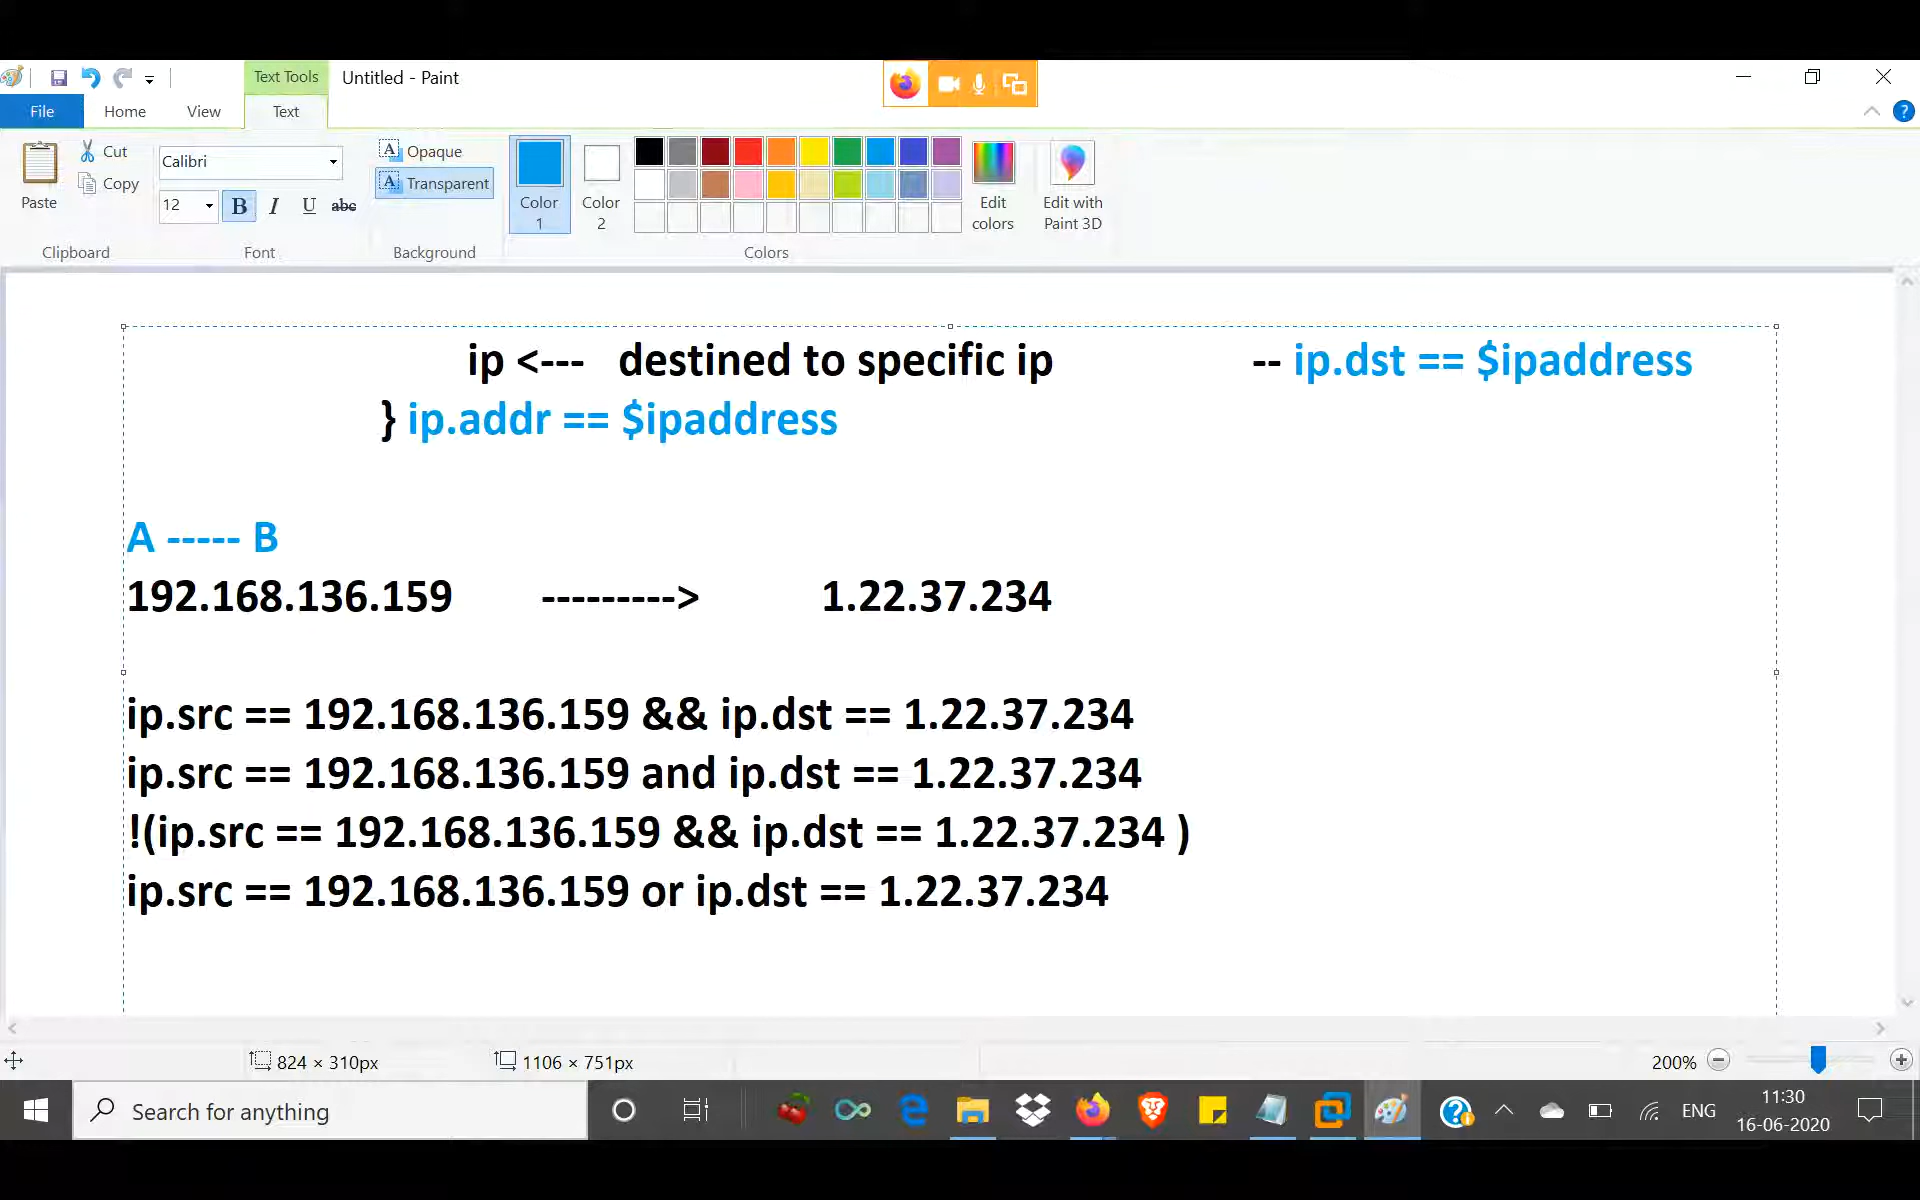 Text Tools
Untitled - Paint
File
Home
View
Text
Paste
Cut
Copy
Clipboard
Calibri
12
B I U abc
Font
A Opaque
A Transparent
Background
Color 1
Color 2
Colors
Edit colors
Edit with Paint 3D
ip <--- destined to specific ip -- ip.dst == $ipaddress
} ip.addr == $ipaddress
A ----- B
192.168.136.159 ---------> 1.22.37.234
ip.src == 192.168.136.159 && ip.dst == 1.22.37.234
ip.src == 192.168.136.159 and ip.dst == 1.22.37.234
!(ip.src == 192.168.136.159 && ip.dst == 1.22.37.234 )
ip.src == 192.168.136.159 or ip.dst == 1.22.37.234
824 × 310px
1106 × 751px
200%
Search for anything
ENG
11:30
16-06-2020